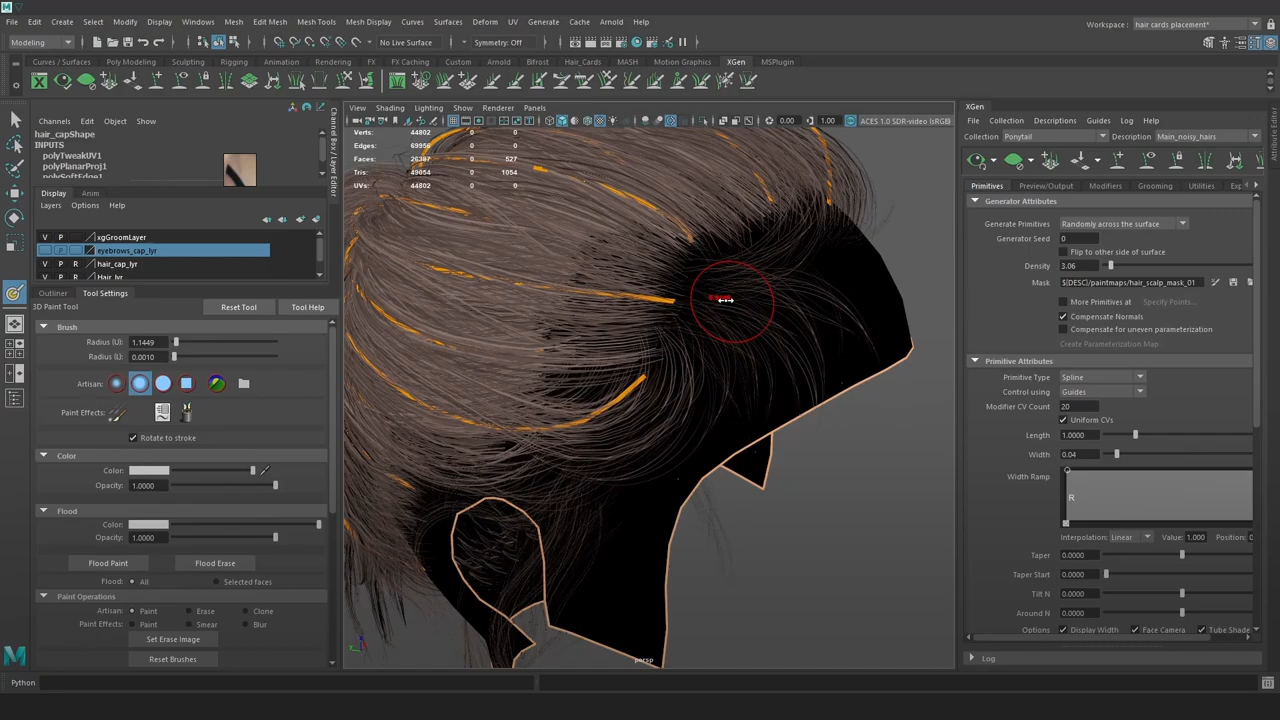 File Edit Create Select Modify Display Windows Mesh Edit Mesh Mesh Tools Mesh Display Curves Surfaces Deform UV Generate Cache Arnold Help
Workspace : hair cards placement*
Modeling No Live Surface Symmetry: Off
Curves / Surfaces Poly Modeling Sculpting Rigging Animation Rendering FX FX Caching Custom Arnold Bifrost Hair_Cards MASH Motion Graphics XGen MSPlugin
Channels Edit Object Show
hair_capShape
INPUTS
polyTweakUV1
polyPlanarProj1
Display Anim
Layers Options Help
V P xgGroomLayer
P eyebrows_cap_lyr
V P R hair_cap_lyr
V P R Hair_lyr
Channel Box / Layer Editor
Outliner Tool Settings
3D Paint Tool Reset Tool Tool Help
Brush
Radius (U): 1.1449
Radius (L): 0.0010
Artisan:
Paint Effects:
Rotate to stroke
Color
Color:
Opacity: 1.0000
Flood
Color:
Opacity: 1.0000
Flood Paint Flood Erase
Flood: All Selected faces
Paint Operations
Artisan: Paint Erase Clone
Paint Effects: Paint Smear Blur
Set Erase Image
Reset Brushes
View Shading Lighting Show Renderer Panels
0.00 1.00 ACES 1.0 SDR-video (sRGB)
Verts: 44802 0 0
Edges: 69956 0 0
Faces: 26387 0 527
Tris: 49054 0 1054
UVs: 44802 0 0
persp
XGen
File Create Collection Descriptions Guides Help
Collection Ponytail Description Main_noisy_hairs
Primitives Preview/Output Modifiers Grooming Utilities
Generator Attributes
Generate Primitives Randomly across the surface
Generator Seed 0
Flip to other side of surface
Density 3.06
Mask ${DESC}/paintmaps/hair_scalp_mask_01
More Primitives at Specify Points...
Compensate Normals
Compensate for uneven parameterization
Create Parameterization Map
Primitive Attributes
Primitive Type Spline
Control using Guides
Modifier CV Count 20
Uniform CVs
Length 1.0000
Width 0.04
Width Ramp R
Interpolation: Linear Value: 1.000 Position:
Taper 0.0000
Taper Start 0.0000
Tilt N 0.0000
Around N 0.0000
Options Display Width Face Camera Tube Shade
Log
Attribute Editor
Python